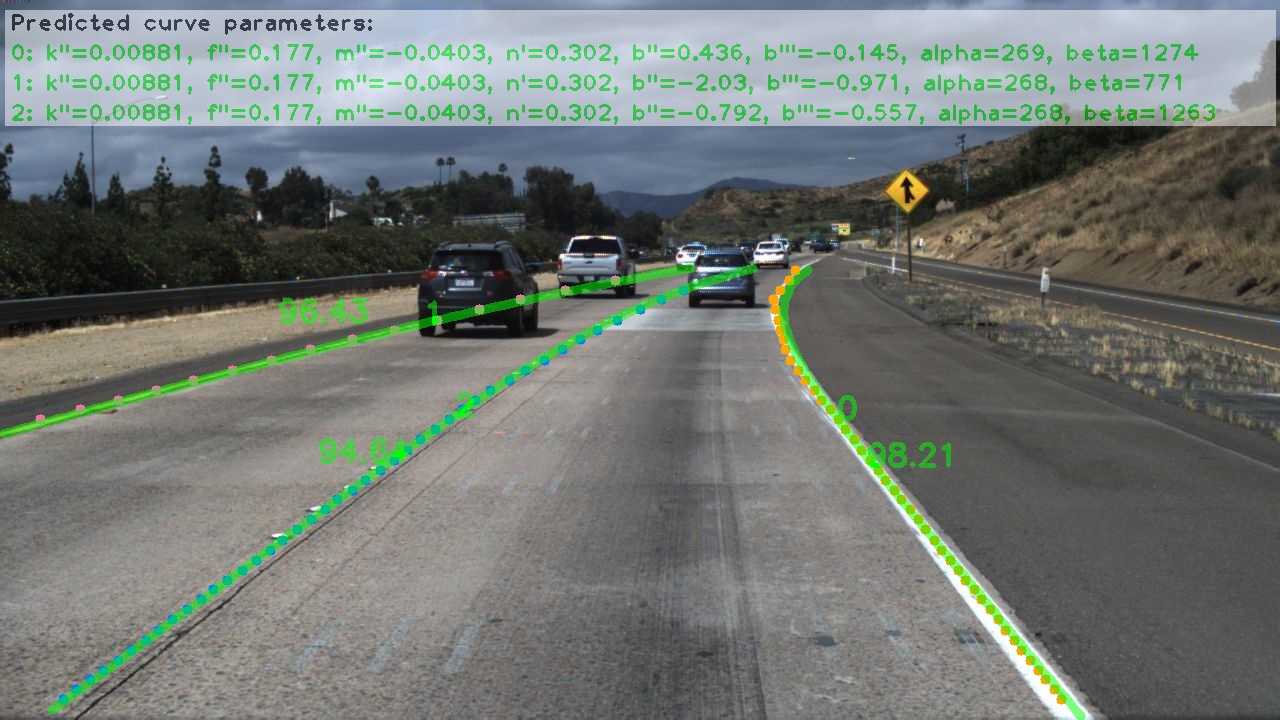 Predicted curve parameters:
0: k''=0.00881, f''=0.177, m''=-0.0403, n'=0.302, b''=0.436, b'''=-0.145, alpha=269, beta=1274
1: k''=0.00881, f''=0.177, m''=-0.0403, n'=0.302, b''=-2.03, b'''=-0.971, alpha=268, beta=771
2: k''=0.00881, f''=0.177, m''=-0.0403, n'=0.302, b''=-0.792, b'''=-0.557, alpha=268, beta=1263
96.43 1
2 0
94.64 98.21